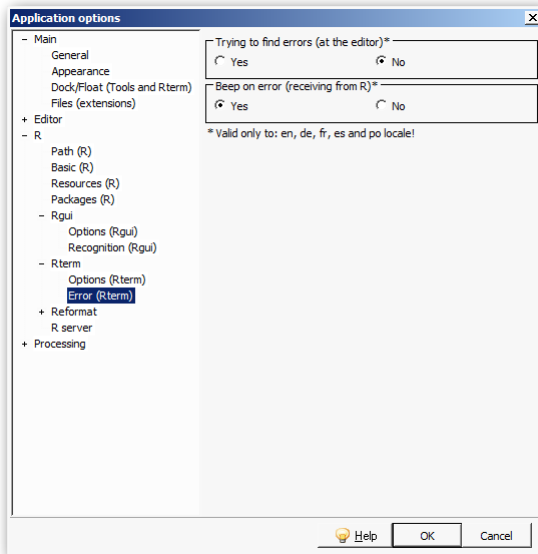 Application options
- Main
General
Appearance
Dock/Float (Tools and Rterm)
Files (extensions)
+ Editor
- R
Path (R)
Basic (R)
Resources (R)
Packages (R)
- Rgui
Options (Rgui)
Recognition (Rgui)
- Rterm
Options (Rterm)
Error (Rterm)
+ Reformat
R server
+ Processing
Trying to find errors (at the editor)*
Yes No
Beep on error (receiving from R)*
Yes No
* Valid only to: en, de, fr, es and po locale!
Help OK Cancel